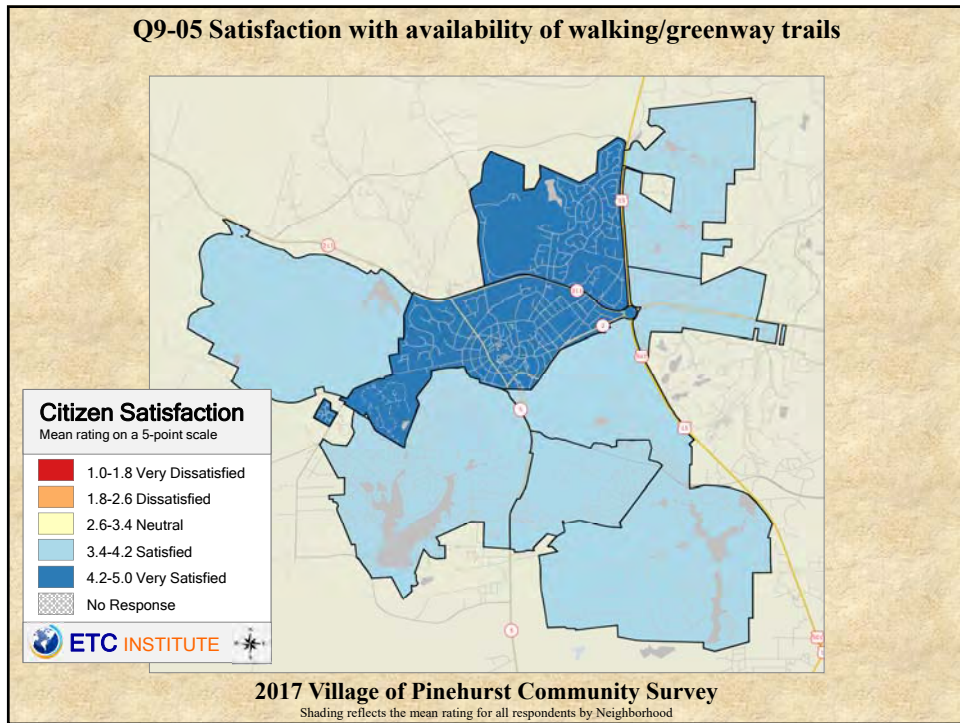 Q9-05 Satisfaction with availability of walking/greenway trails
Citizen Satisfaction
Mean rating on a 5-point scale
1.0-1.8 Very Dissatisfied
1.8-2.6 Dissatisfied
2.6-3.4 Neutral
3.4-4.2 Satisfied
4.2-5.0 Very Satisfied
No Response
ETC INSTITUTE
2017 Village of Pinehurst Community Survey
Shading reflects the mean rating for all respondents by Neighborhood